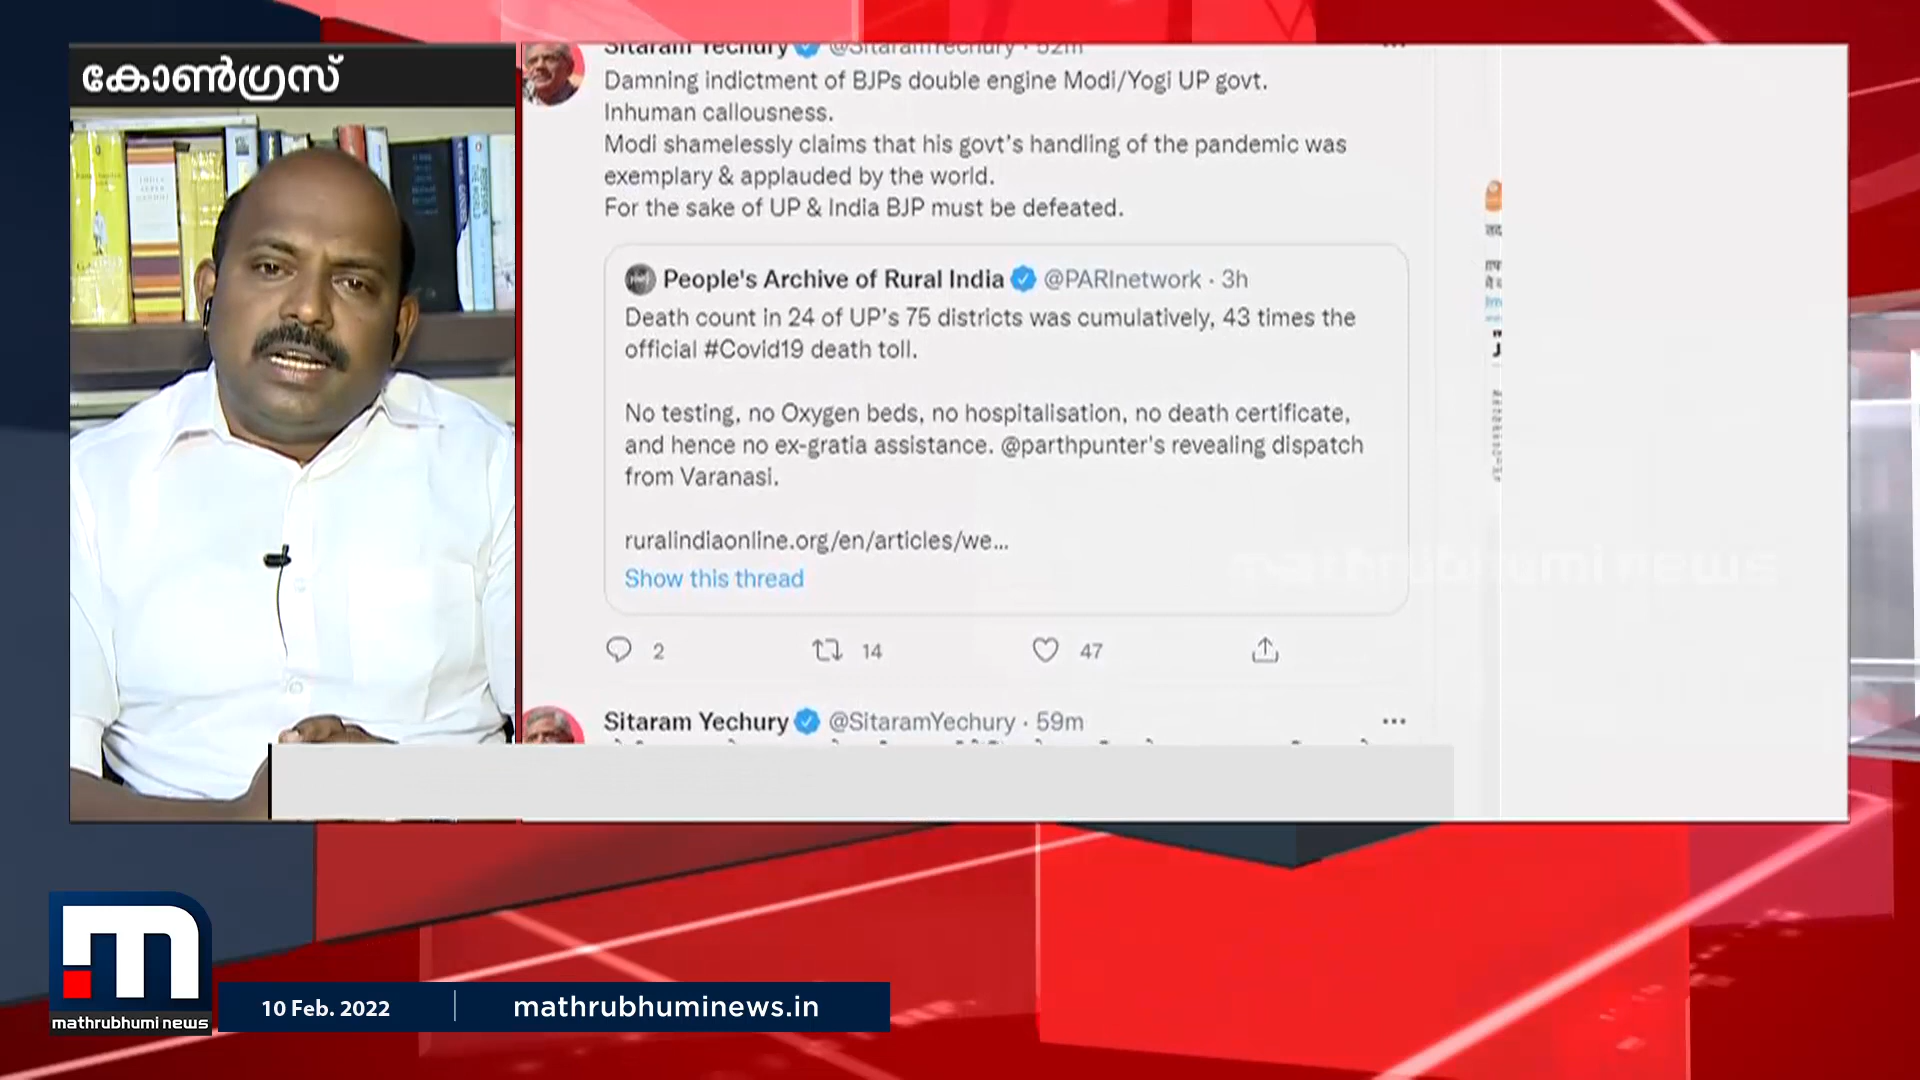 കോൺഗ്രസ്
Sitaram Yechury @SitaramYechury · 52m
Damning indictment of BJPs double engine Modi/Yogi UP govt.
Inhuman callousness.
Modi shamelessly claims that his govt's handling of the pandemic was
exemplary & applauded by the world.
For the sake of UP & India BJP must be defeated.
People's Archive of Rural India @PARInetwork · 3h
Death count in 24 of UP's 75 districts was cumulatively, 43 times the
official #Covid19 death toll.
No testing, no Oxygen beds, no hospitalisation, no death certificate,
and hence no ex-gratia assistance. @parthpunter's revealing dispatch
from Varanasi.
ruralindiaonline.org/en/articles/we...
Show this thread
2 14 47
Sitaram Yechury @SitaramYechury · 59m
mathrubhumi news
mathrubhumi news
10 Feb. 2022
mathrubhuminews.in